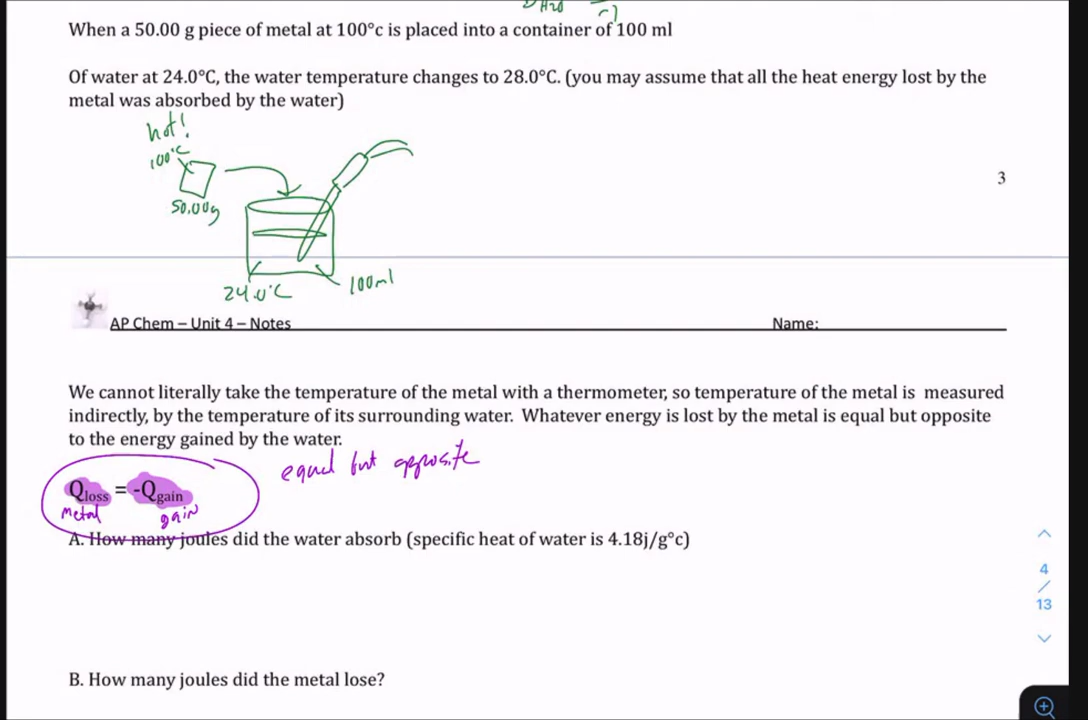 H2O
When a 50.00 g piece of metal at 100°c is placed into a container of 100 ml
Of water at 24.0°C, the water temperature changes to 28.0°C. (you may assume that all the heat energy lost by the
metal was absorbed by the water)
hot!
100°C
50.00g
3
24.0°C
100ml
AP Chem – Unit 4 – Notes
Name:
We cannot literally take the temperature of the metal with a thermometer, so temperature of the metal is measured
indirectly, by the temperature of its surrounding water. Whatever energy is lost by the metal is equal but opposite
to the energy gained by the water.
equal but opposite
Qloss = -Qgain
metal gain
A. How many joules did the water absorb (specific heat of water is 4.18j/g°c)
4
/
13
B. How many joules did the metal lose?